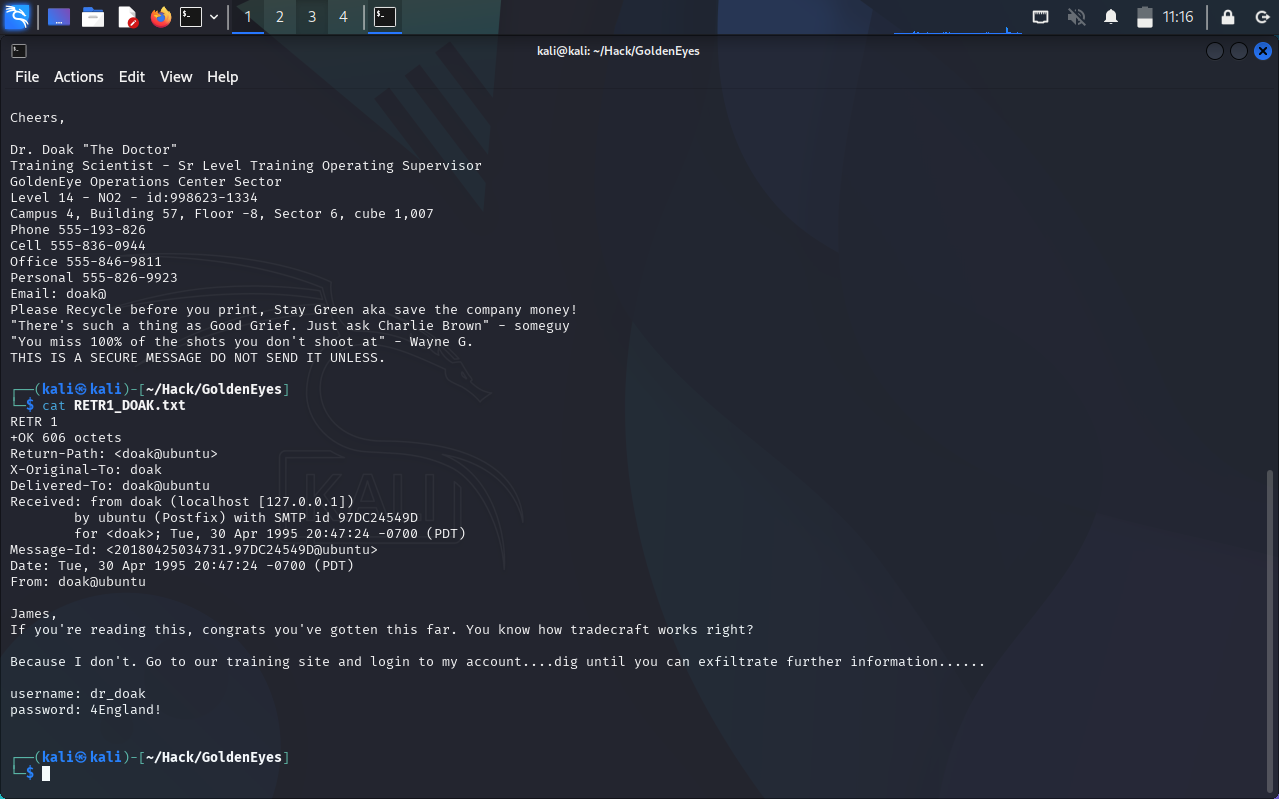 1 2 3 4 11:16
kali@kali: ~/Hack/GoldenEyes
File Actions Edit View Help
Cheers,
Dr. Doak "The Doctor"
Training Scientist - Sr Level Training Operating Supervisor
GoldenEye Operations Center Sector
Level 14 - NO2 - id:998623-1334
Campus 4, Building 57, Floor -8, Sector 6, cube 1,007
Phone 555-193-826
Cell 555-836-0944
Office 555-846-9811
Personal 555-826-9923
Email: doak@
Please Recycle before you print, Stay Green aka save the company money!
"There's such a thing as Good Grief. Just ask Charlie Brown" - someguy
"You miss 100% of the shots you don't shoot at" - Wayne G.
THIS IS A SECURE MESSAGE DO NOT SEND IT UNLESS.
┌──(kali㉿kali)-[~/Hack/GoldenEyes]
└─$ cat RETR1_DOAK.txt
RETR 1
+OK 606 octets
Return-Path: <doak@ubuntu>
X-Original-To: doak
Delivered-To: doak@ubuntu
Received: from doak (localhost [127.0.0.1])
by ubuntu (Postfix) with SMTP id 97DC24549D
for <doak>; Tue, 30 Apr 1995 20:47:24 -0700 (PDT)
Message-Id: <20180425034731.97DC24549D@ubuntu>
Date: Tue, 30 Apr 1995 20:47:24 -0700 (PDT)
From: doak@ubuntu
James,
If you're reading this, congrats you've gotten this far. You know how tradecraft works right?
Because I don't. Go to our training site and login to my account....dig until you can exfiltrate further information......
username: dr_doak
password: 4England!
┌──(kali㉿kali)-[~/Hack/GoldenEyes]
└─$
KALI